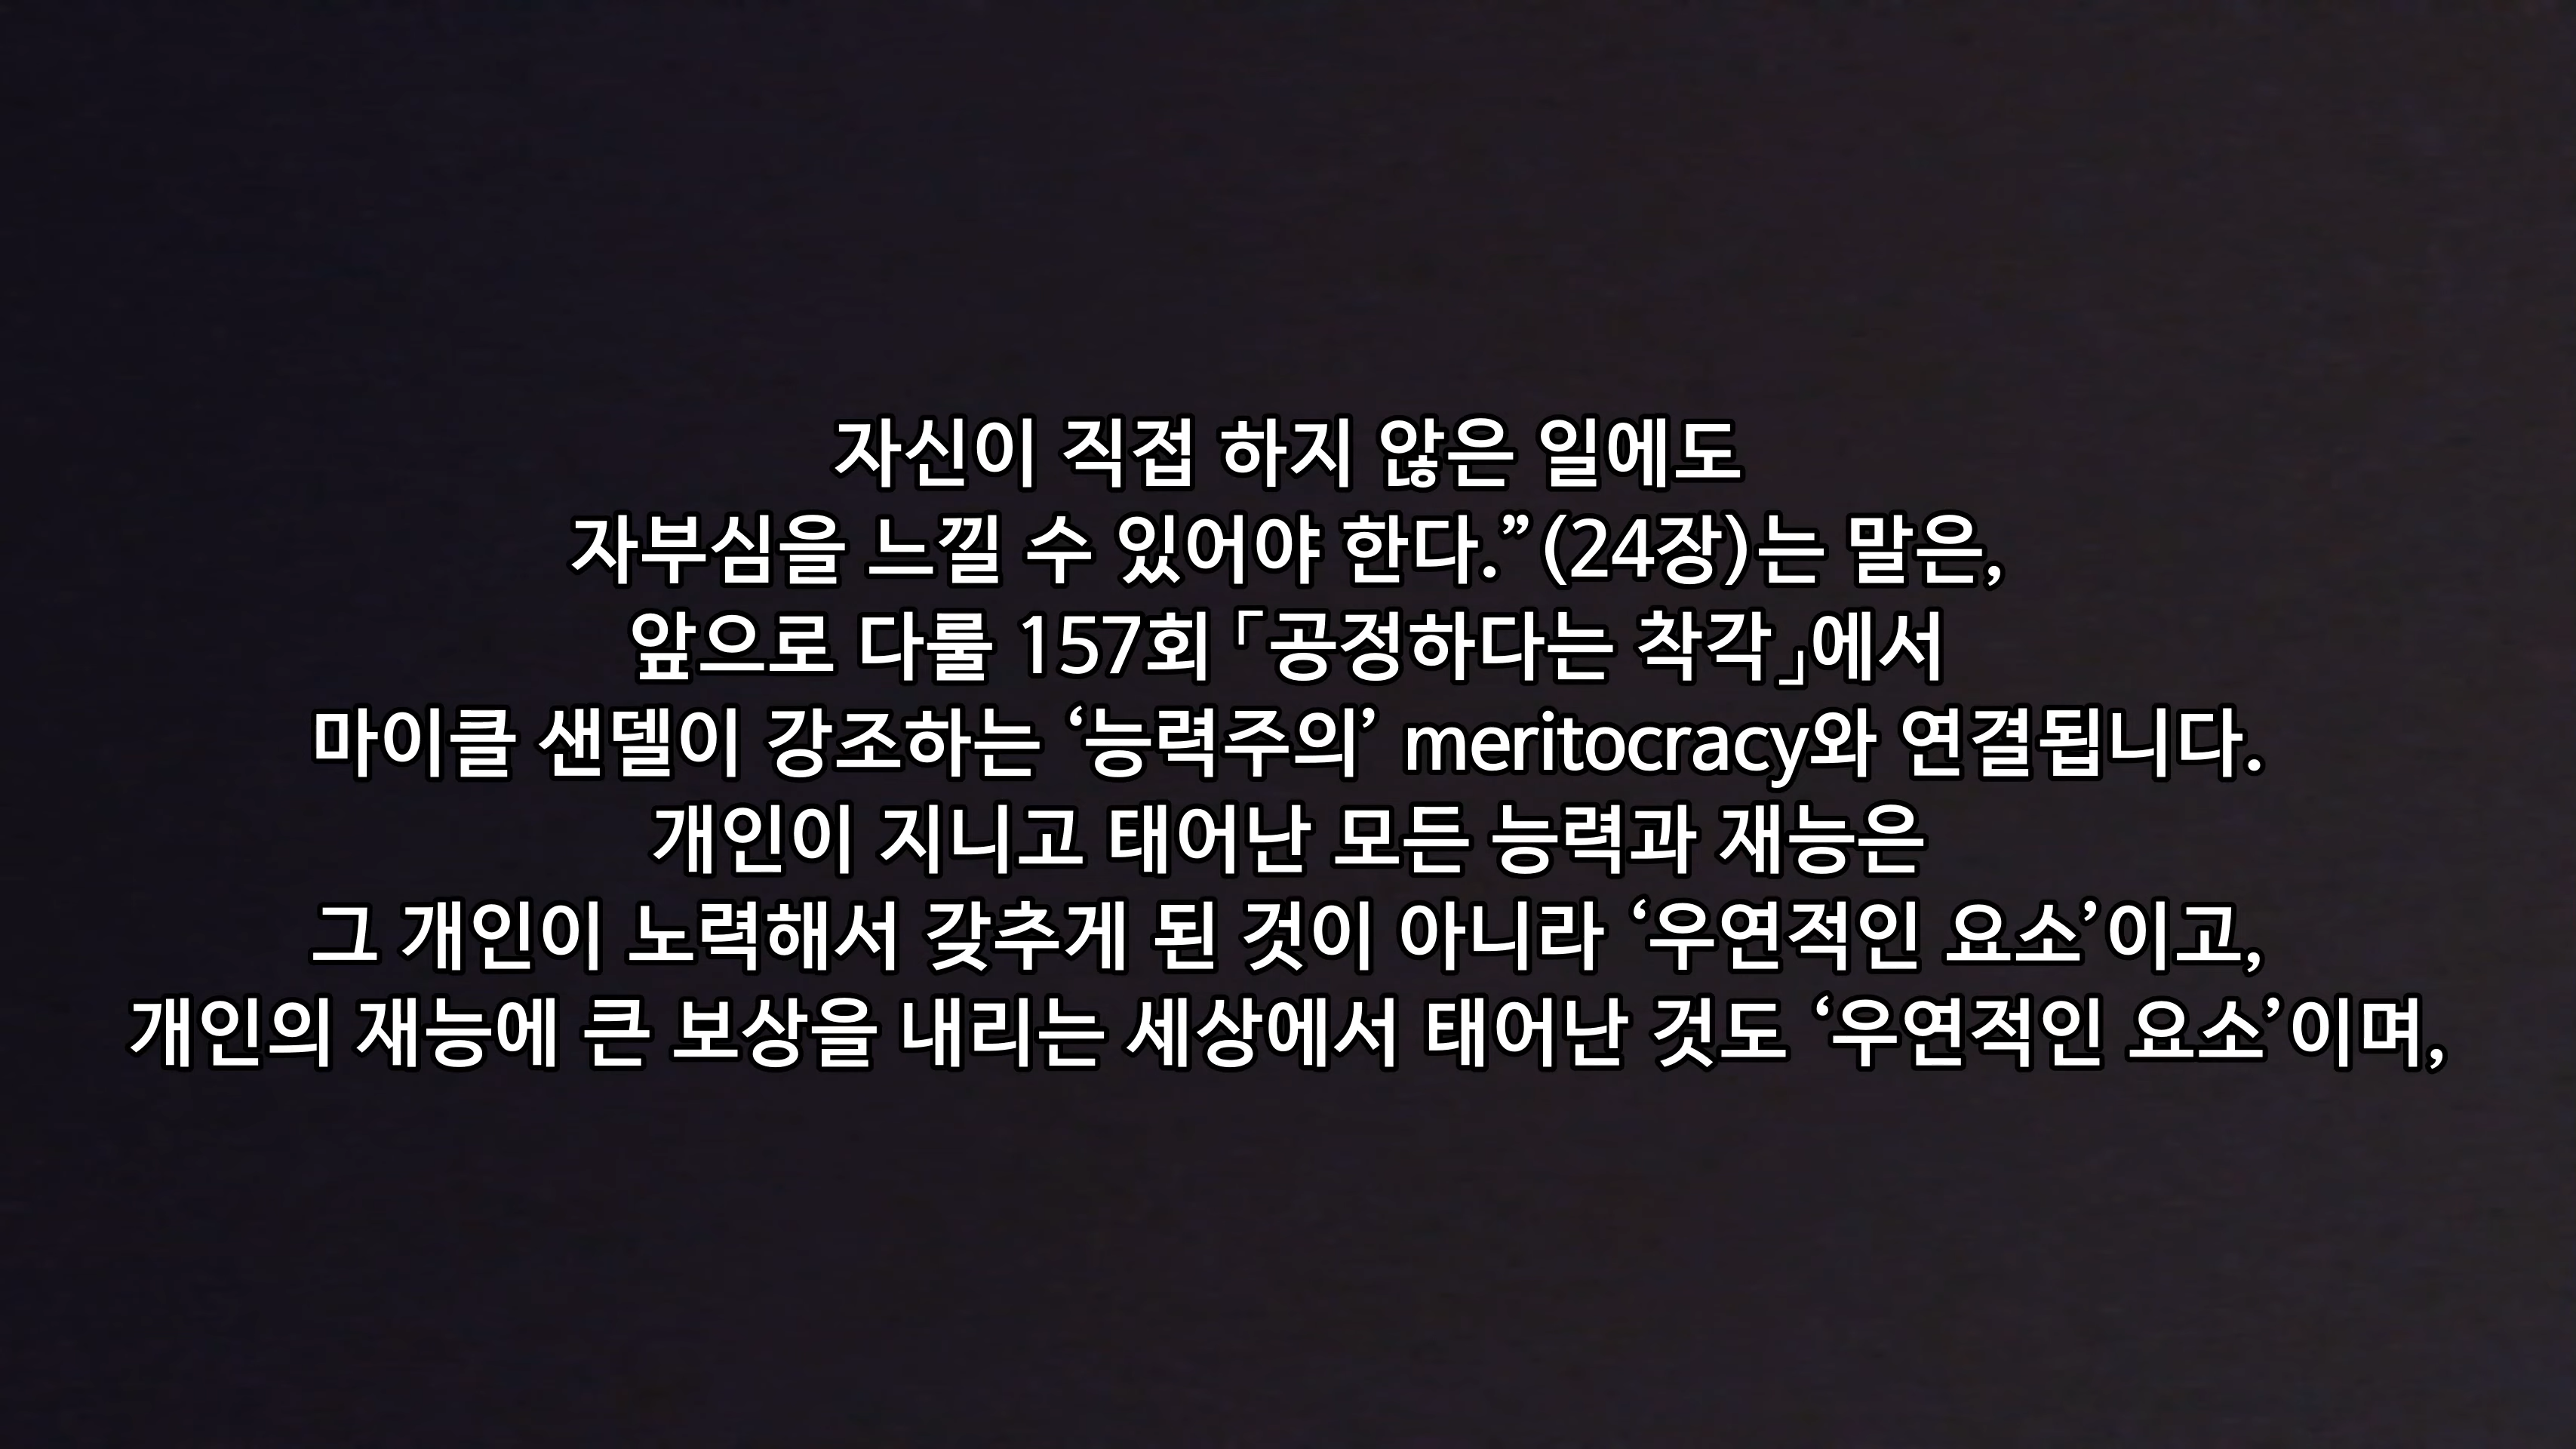 자신이 직접 하지 않은 일에도
자부심을 느낄 수 있어야 한다.”(24장)는 말은,
앞으로 다룰 157회 「공정하다는 착각」에서
마이클 샌델이 강조하는 ‘능력주의’ meritocracy와 연결됩니다.
개인이 지니고 태어난 모든 능력과 재능은
그 개인이 노력해서 갖추게 된 것이 아니라 ‘우연적인 요소’이고,
개인의 재능에 큰 보상을 내리는 세상에서 태어난 것도 ‘우연적인 요소’이며,